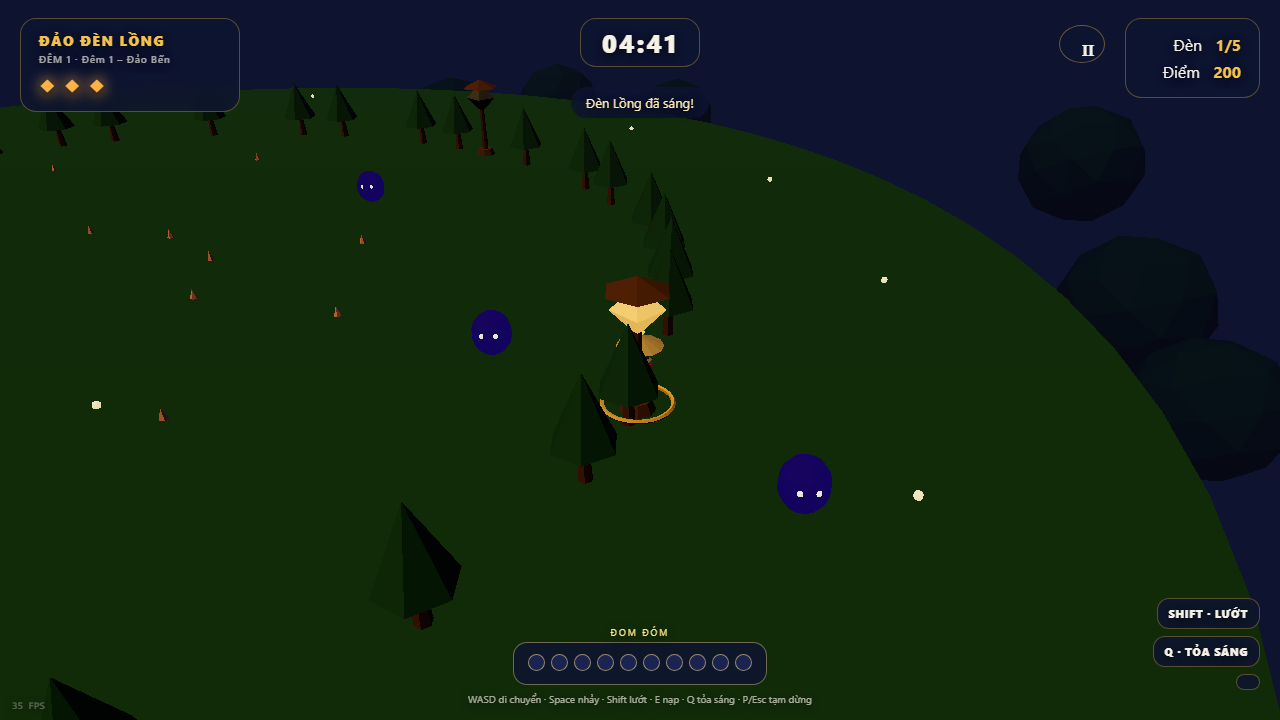 ĐẢO ĐÈN LỒNG
ĐÊM 1 · Đêm 1 – Đảo Bến
04:41
Đèn Lồng đã sáng!
II
Đèn 1/5
Điểm 200
SHIFT · LƯỚT
Q · TỎA SÁNG
ĐOM ĐÓM
WASD di chuyển · Space nhảy · Shift lướt · E nạp · Q tỏa sáng · P/Esc tạm dừng
35 FPS